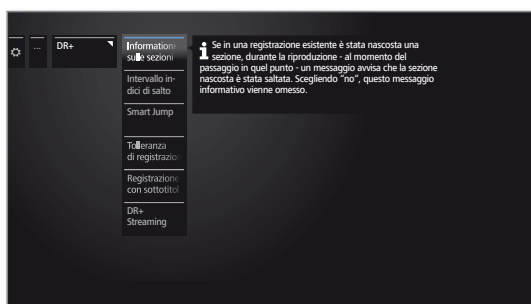 ...
DR+
Informationi
sulle sezioni
Intervallo in-
dici di salto
Smart Jump
Tolleranza
di registrazion
Registrazione
con sottotitol
DR+
Streaming
Se in una registrazione esistente è stata nascosta una
sezione, durante la riproduzione - al momento del
passaggio in quel punto - un messaggio avvisa che la sezione
nascosta è stata saltata. Scegliendo “no”, questo messaggio
informativo vienne omesso.